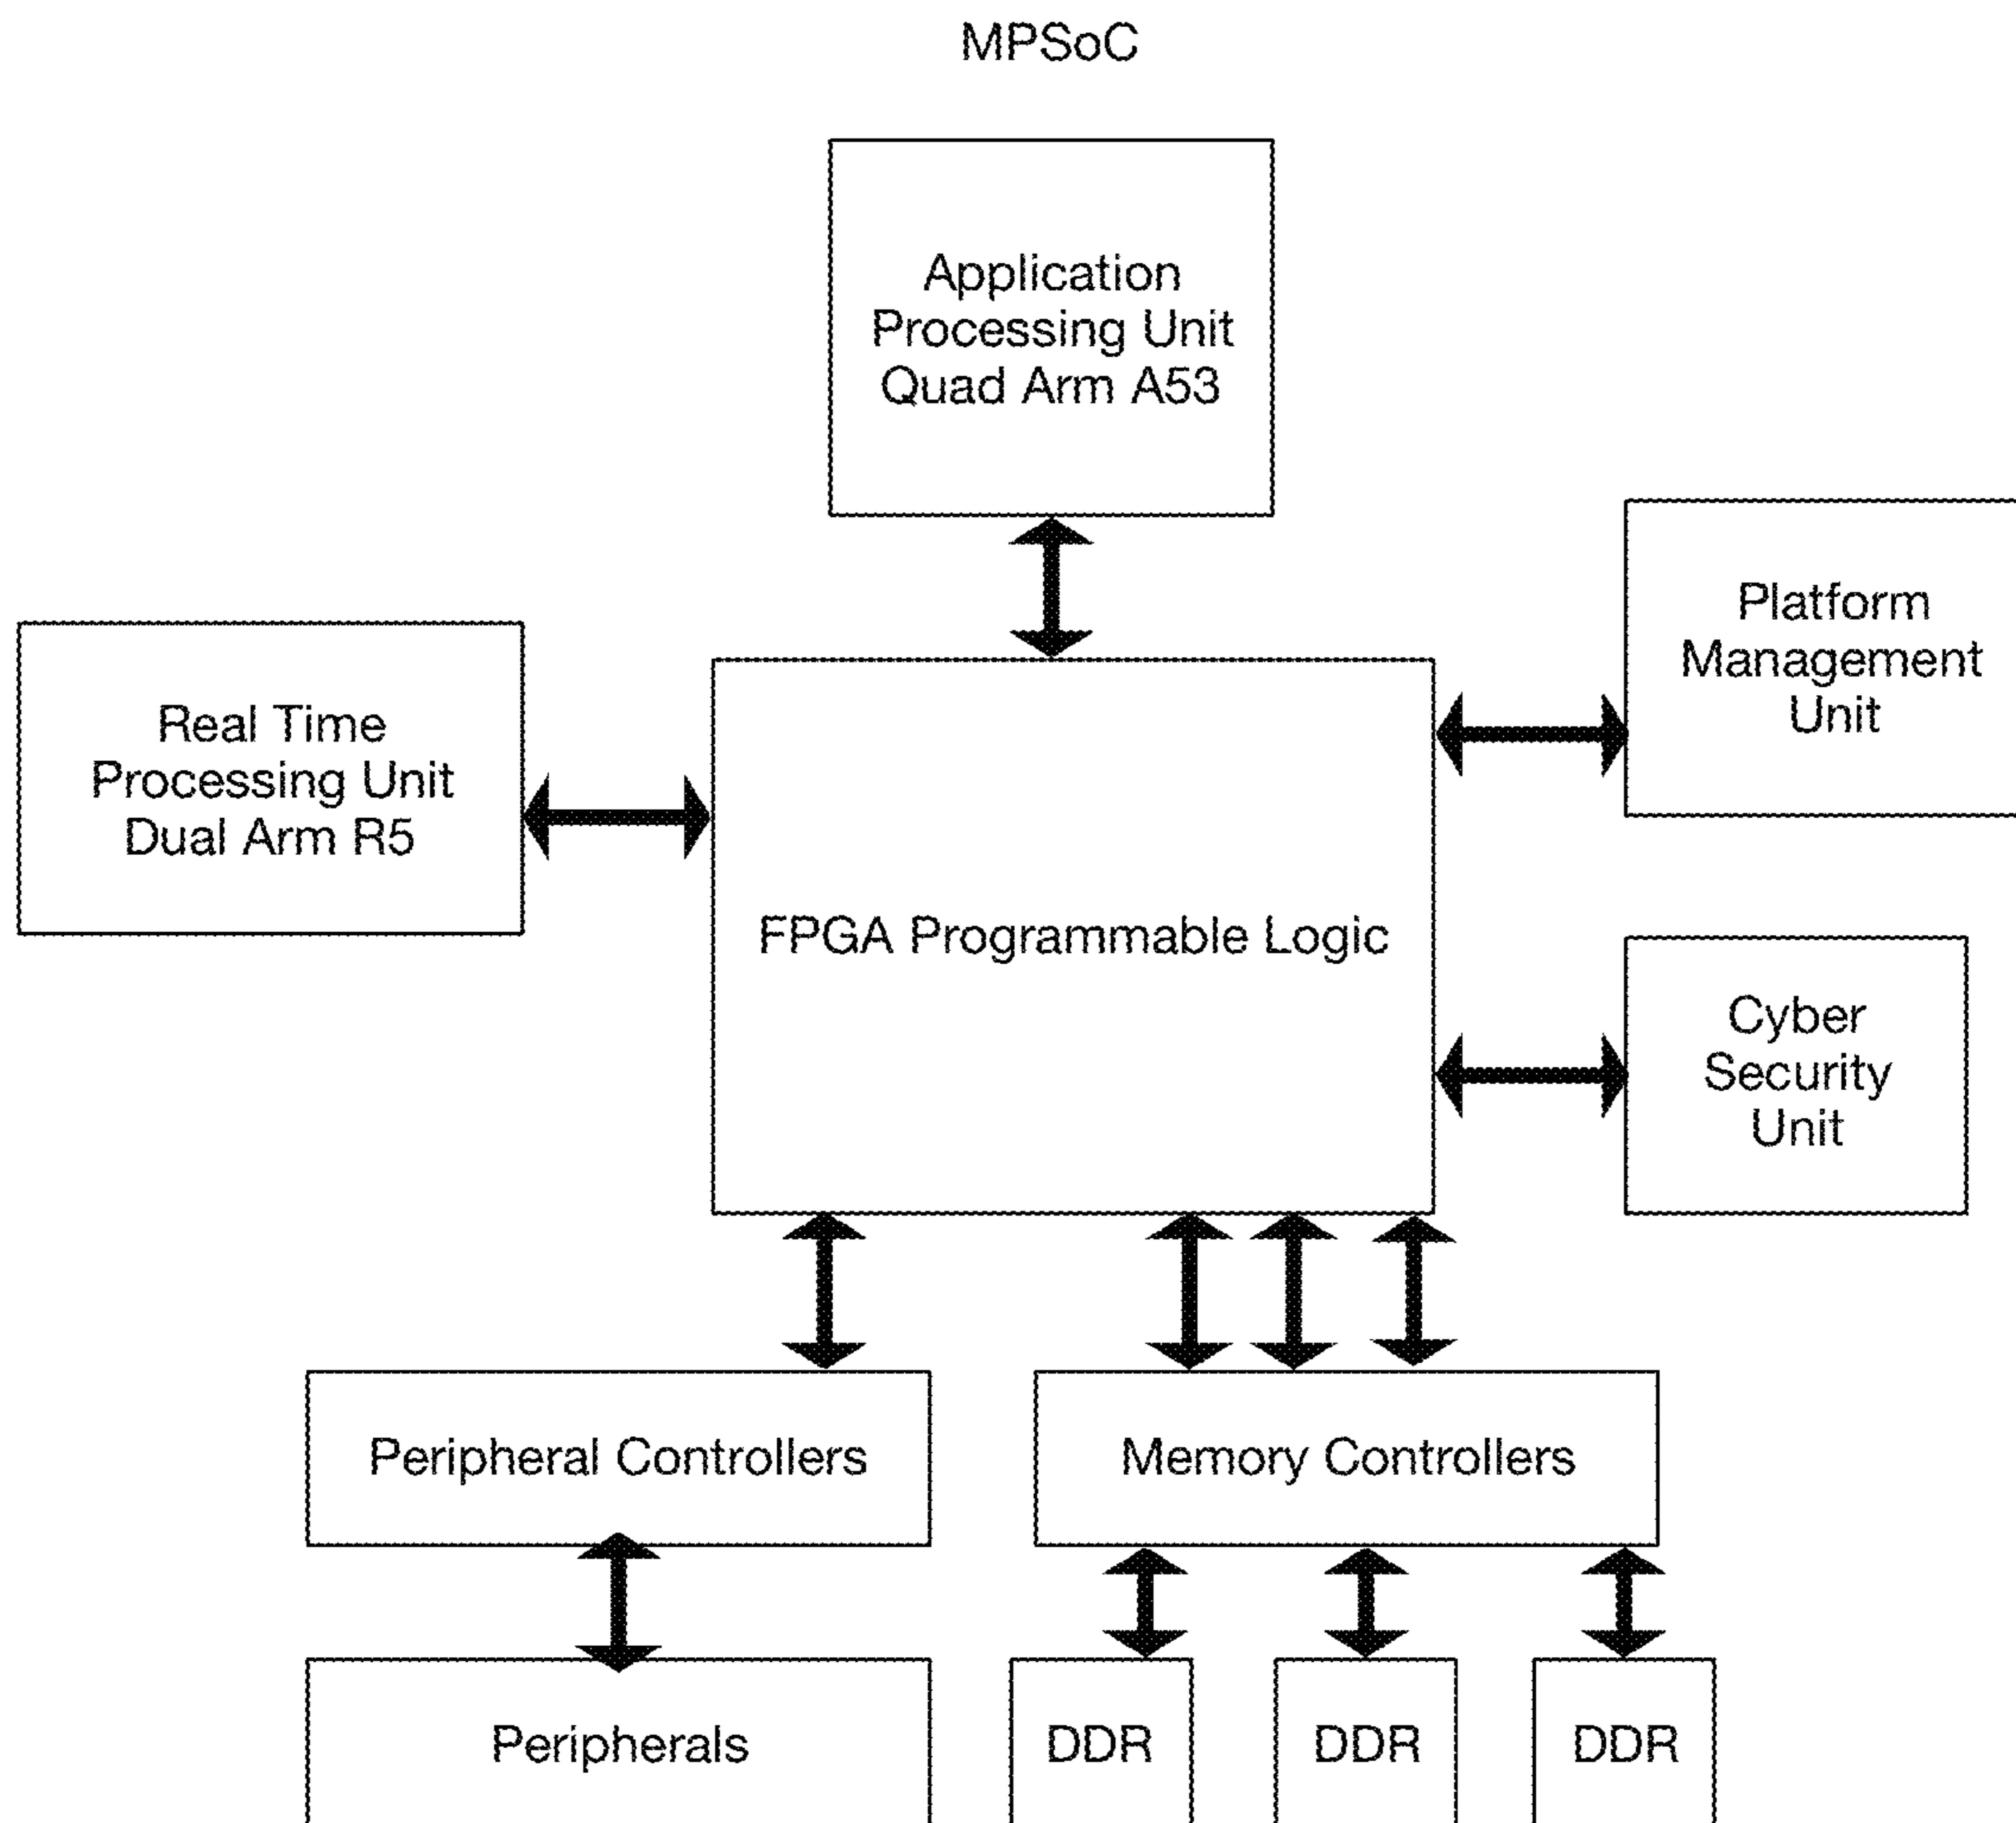 MPSoC
Application
Processing Unit
Quad Arm A53
Platform
Management
Unit
Real Time
Processing Unit
Dual Arm R5
FPGA Programmable Logic
Cyber
Security
Unit
Peripheral Controllers
Memory Controllers
Peripherals
DDR
DDR
DDR